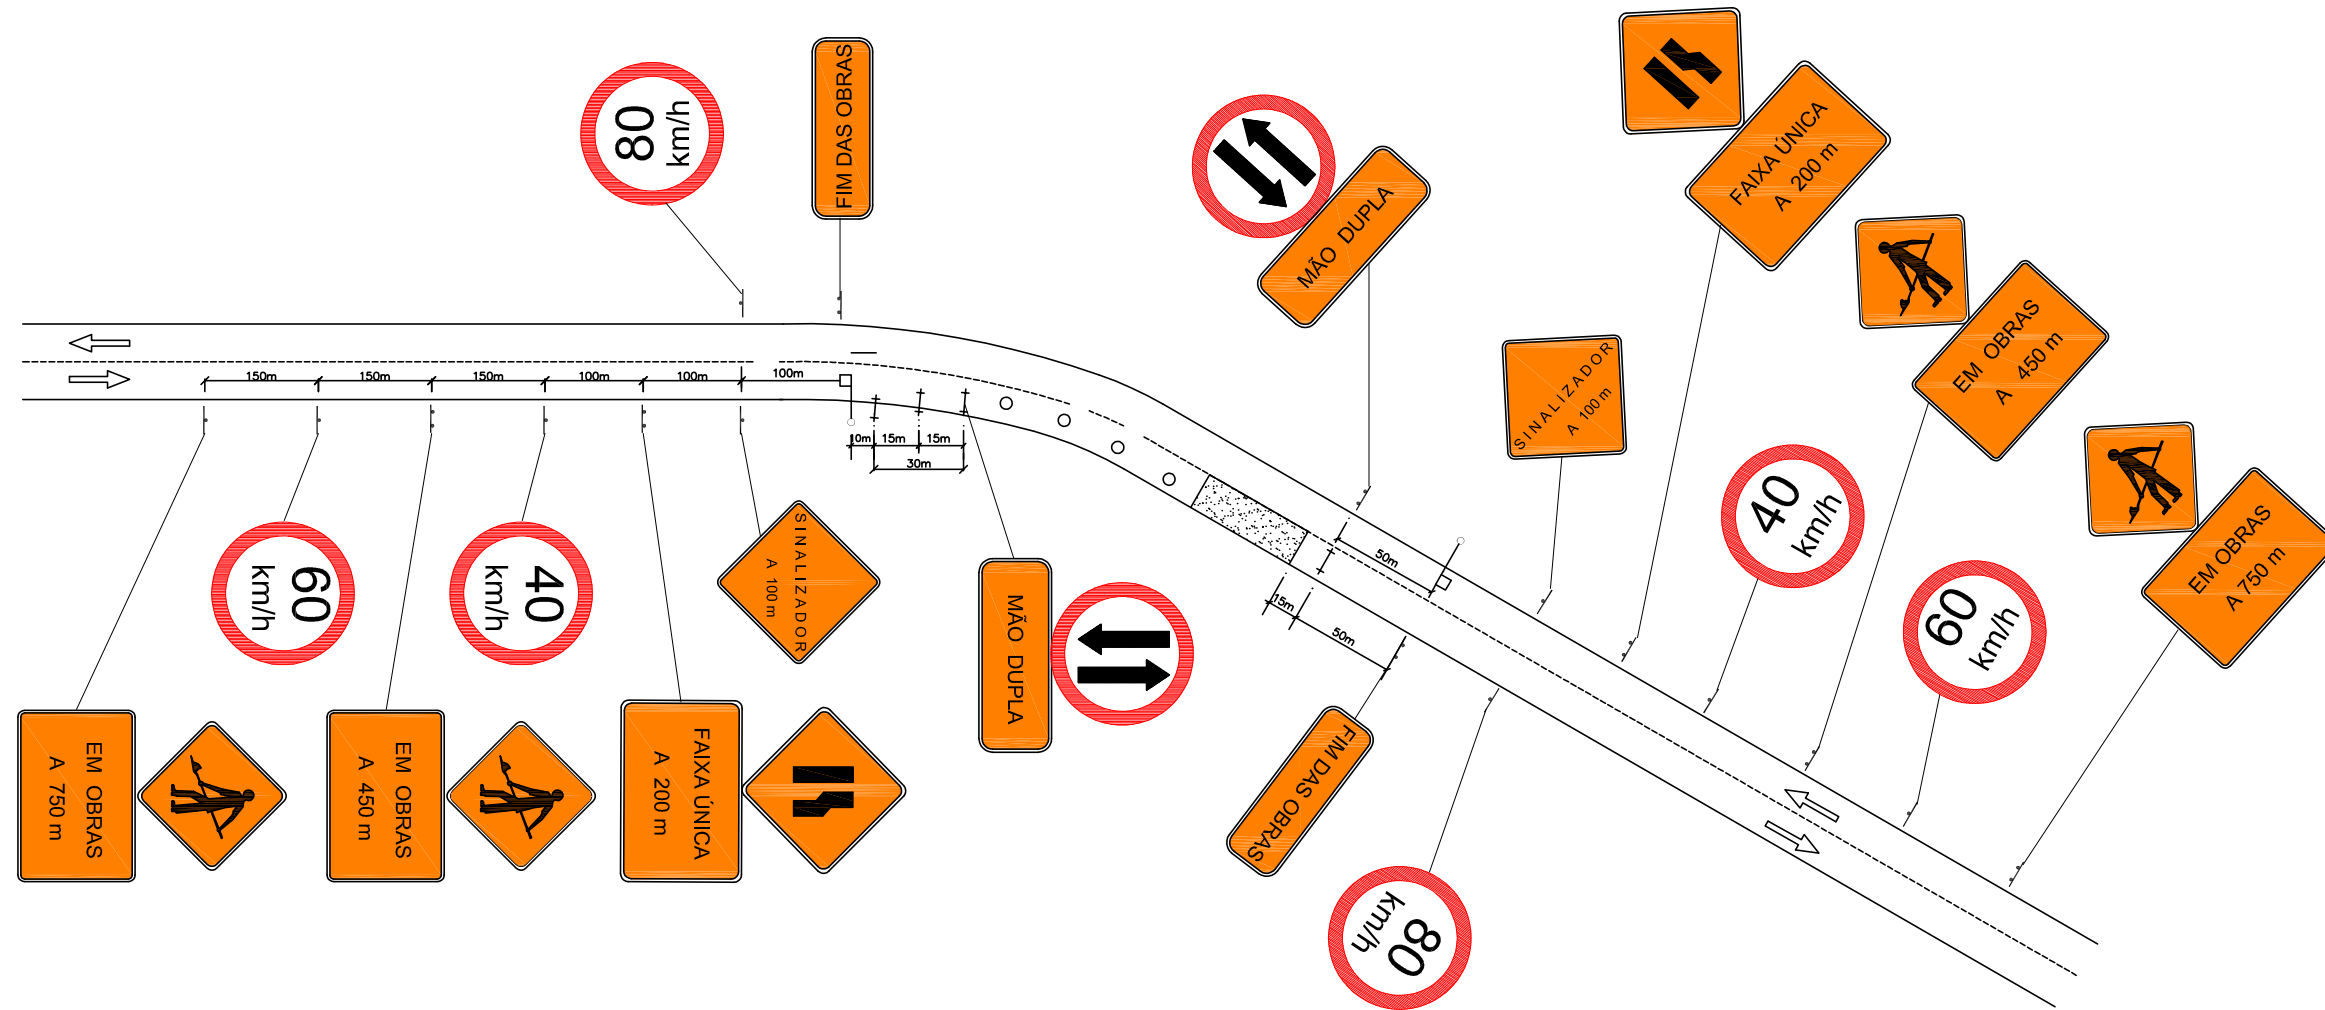 80
km/h
FIM DAS OBRAS
MÃO DUPLA
FAIXA ÚNICA
A 200 m
EM OBRAS
A 450 m
EM OBRAS
A 750 m
SINALIZADOR
A 100 m
40
km/h
60
km/h
150m
150m
150m
100m
100m
100m
10m
15m
15m
30m
50m
15m
50m
60
km/h
40
km/h
SINALIZADOR
A 100 m
MÃO DUPLA
EM OBRAS
A 750 m
EM OBRAS
A 450 m
FAIXA ÚNICA
A 200 m
FIM DAS OBRAS
80
km/h